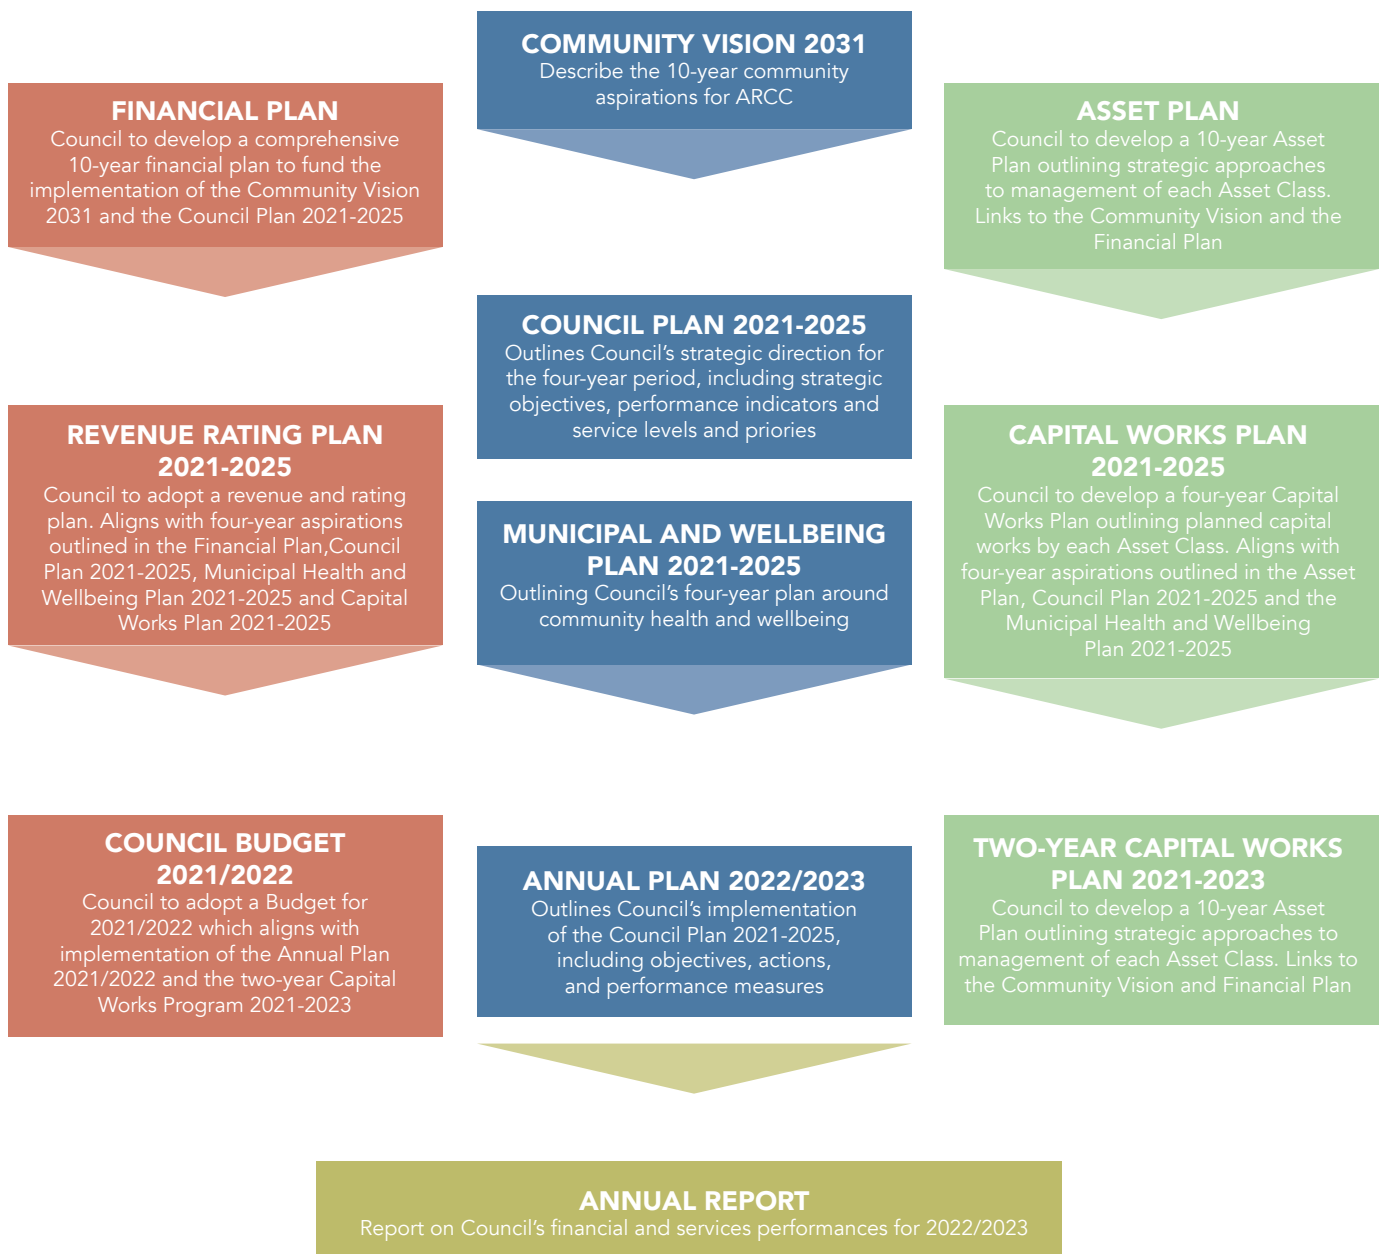 COMMUNITY VISION 2031
Describe the 10-year community
aspirations for ARCC
FINANCIAL PLAN
Council to develop a comprehensive
10-year financial plan to fund the
implementation of the Community Vision
2031 and the Council Plan 2021-2025
ASSET PLAN
Council to develop a 10-year Asset
Plan outlining strategic approaches
to management of each Asset Class.
Links to the Community Vision and the
Financial Plan
COUNCIL PLAN 2021-2025
Outlines Council’s strategic direction for
the four-year period, including strategic
objectives, performance indicators and
service levels and priories
REVENUE RATING PLAN
2021-2025
Council to adopt a revenue and rating
plan. Aligns with four-year aspirations
outlined in the Financial Plan,Council
Plan 2021-2025, Municipal Health and
Wellbeing Plan 2021-2025 and Capital
Works Plan 2021-2025
MUNICIPAL AND WELLBEING
PLAN 2021-2025
Outlining Council’s four-year plan around
community health and wellbeing
CAPITAL WORKS PLAN
2021-2025
Council to develop a four-year Capital
Works Plan outlining planned capital
works by each Asset Class. Aligns with
four-year aspirations outlined in the Asset
Plan, Council Plan 2021-2025 and the
Municipal Health and Wellbeing
Plan 2021-2025
COUNCIL BUDGET
2021/2022
Council to adopt a Budget for
2021/2022 which aligns with
implementation of the Annual Plan
2021/2022 and the two-year Capital
Works Program 2021-2023
ANNUAL PLAN 2022/2023
Outlines Council’s implementation
of the Council Plan 2021-2025,
including objectives, actions,
and performance measures
TWO-YEAR CAPITAL WORKS
PLAN 2021-2023
Council to develop a 10-year Asset
Plan outlining strategic approaches to
management of each Asset Class. Links to
the Community Vision and Financial Plan
ANNUAL REPORT
Report on Council’s financial and services performances for 2022/2023